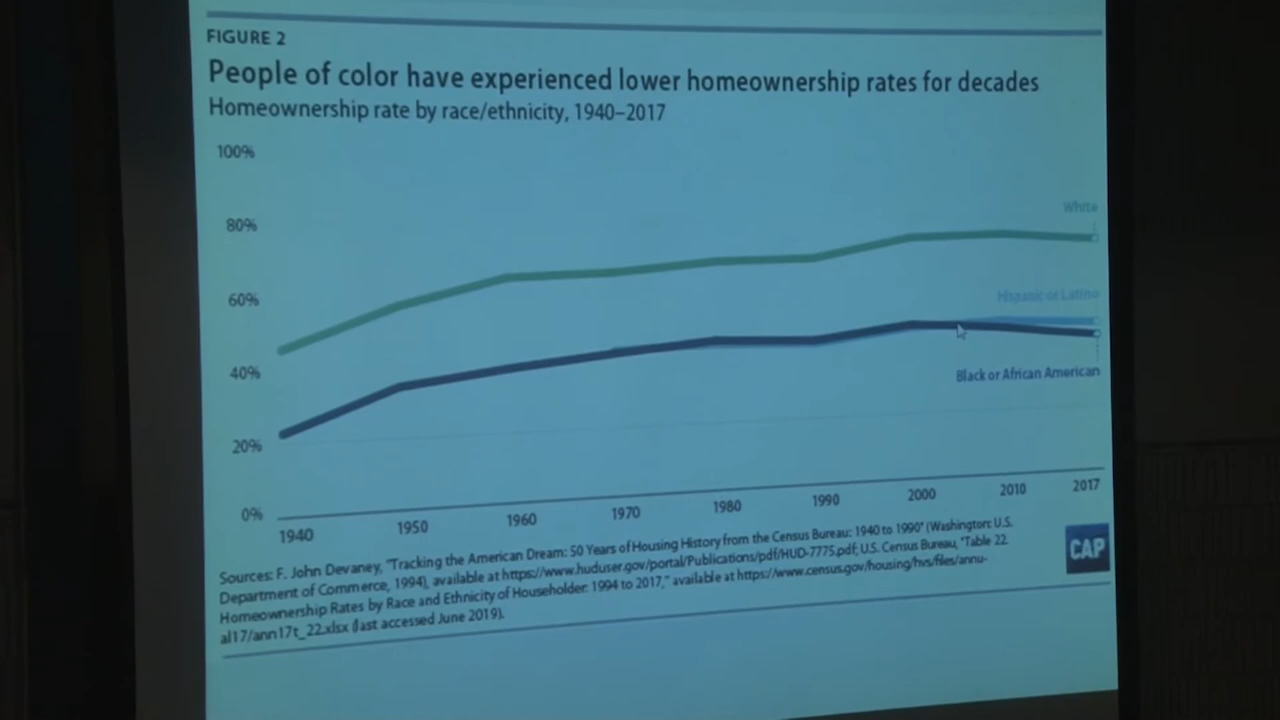 FIGURE 2
People of color have experienced lower homeownership rates for decades
Homeownership rate by race/ethnicity, 1940–2017
100%
80%
60%
40%
20%
0%
White
Hispanic or Latino
Black or African American
1940 1950 1960 1970 1980 1990 2000 2010 2017
Sources: F. John Devaney, "Tracking the American Dream: 50 Years of Housing History from the Census Bureau: 1940 to 1990" (Washington: U.S.
Department of Commerce, 1994), available at https://www.huduser.gov/portal/Publications/pdf/HUD-7775.pdf; U.S. Census Bureau, "Table 22.
Homeownership Rates by Race and Ethnicity of Householder: 1994 to 2017," available at https://www.census.gov/housing/hvs/files/annu-
al17/ann17t_22.xlsx (last accessed June 2019).
CAP